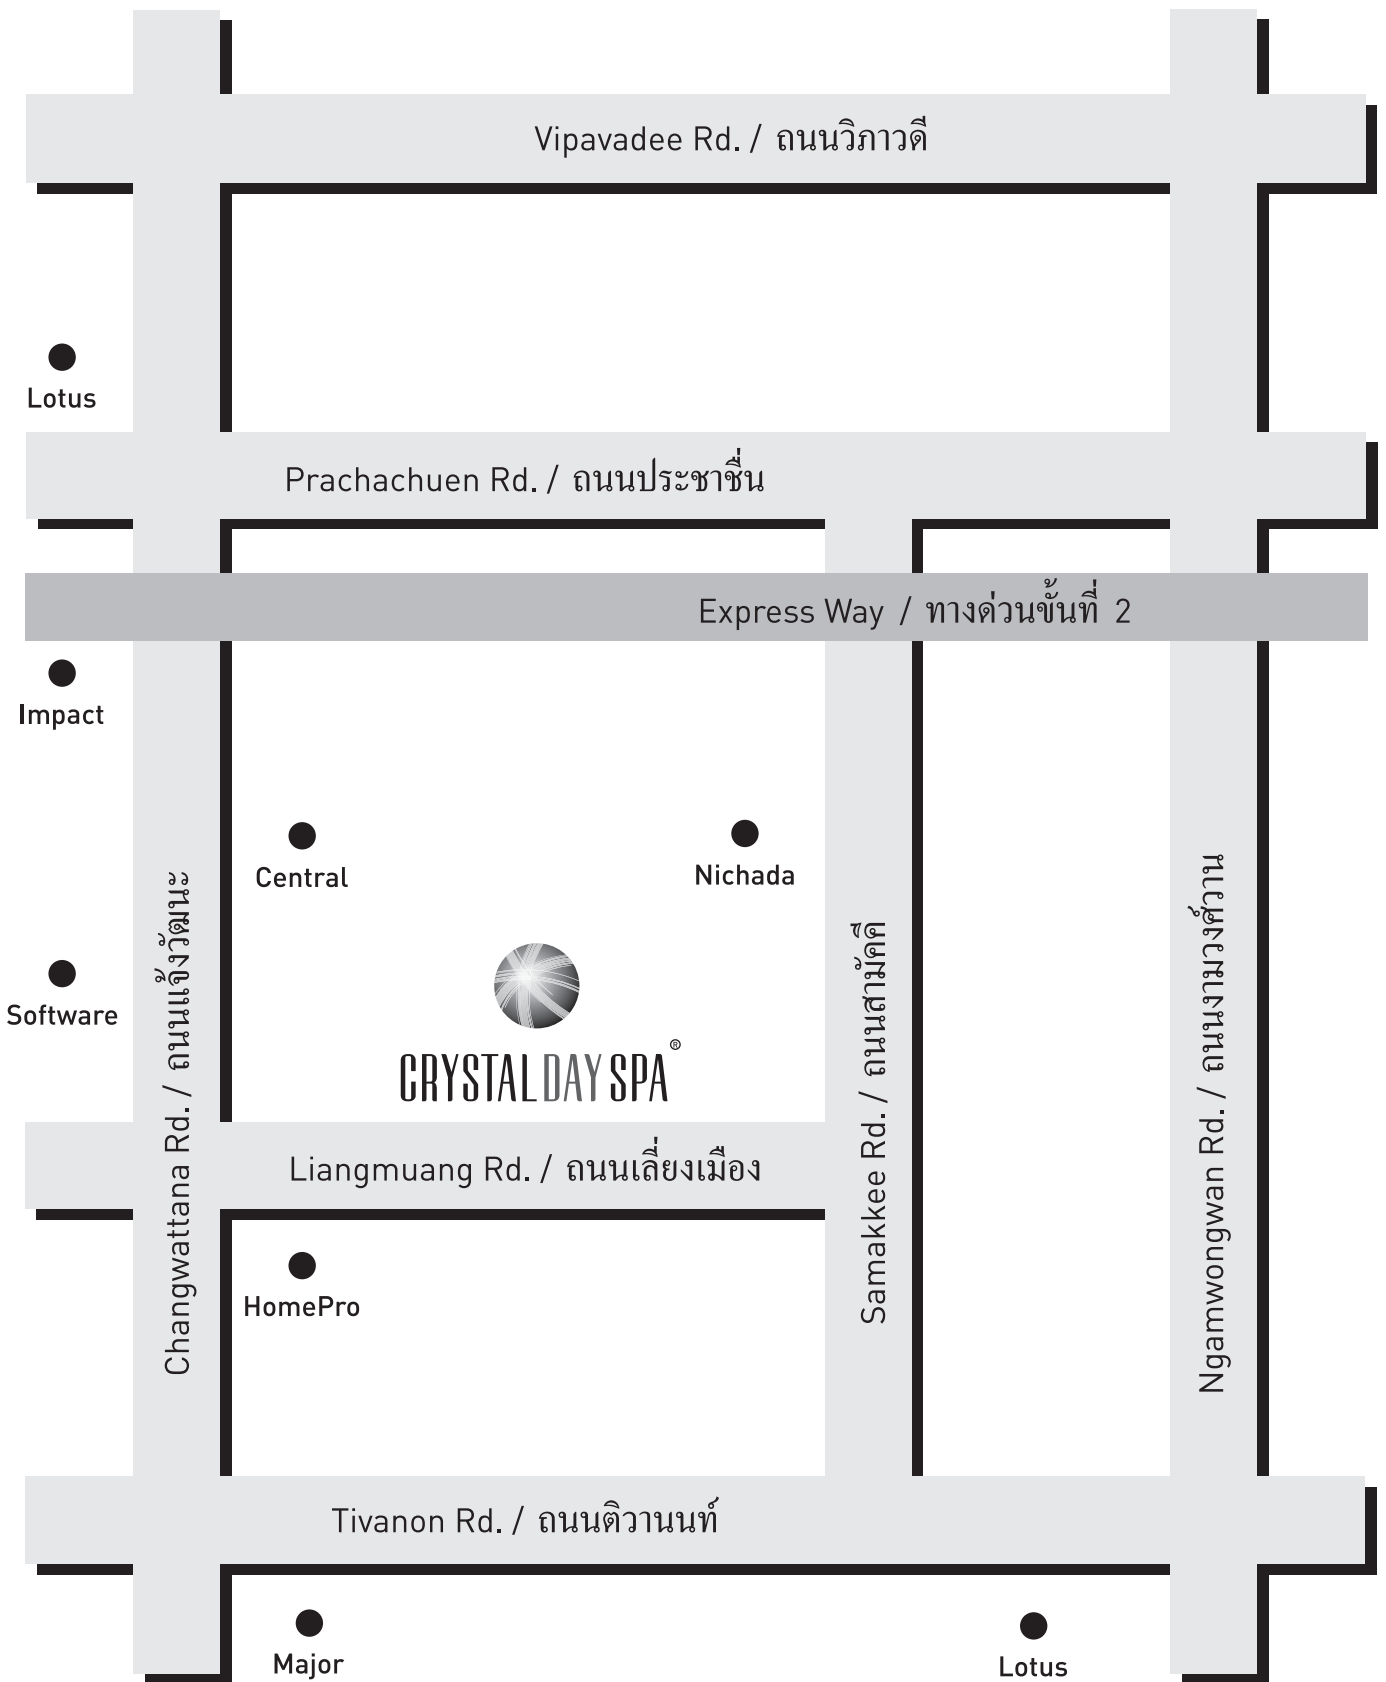 Vipavadee Rd. / ถนนวิภาวดี
Lotus
Prachachuen Rd. / ถนนประชาชื่น
Express Way / ทางด่วนขั้นที่ 2
Impact
Central
Nichada
Software
CRYSTAL DAY SPA®
Changwattana Rd. / ถนนแจ้งวัฒนะ
Samakkee Rd. / ถนนสามัคคี
Ngamwongwan Rd. / ถนนงามวงศ์วาน
Liangmuang Rd. / ถนนเลี่ยงเมือง
HomePro
Tivanon Rd. / ถนนติวานนท์
Major
Lotus